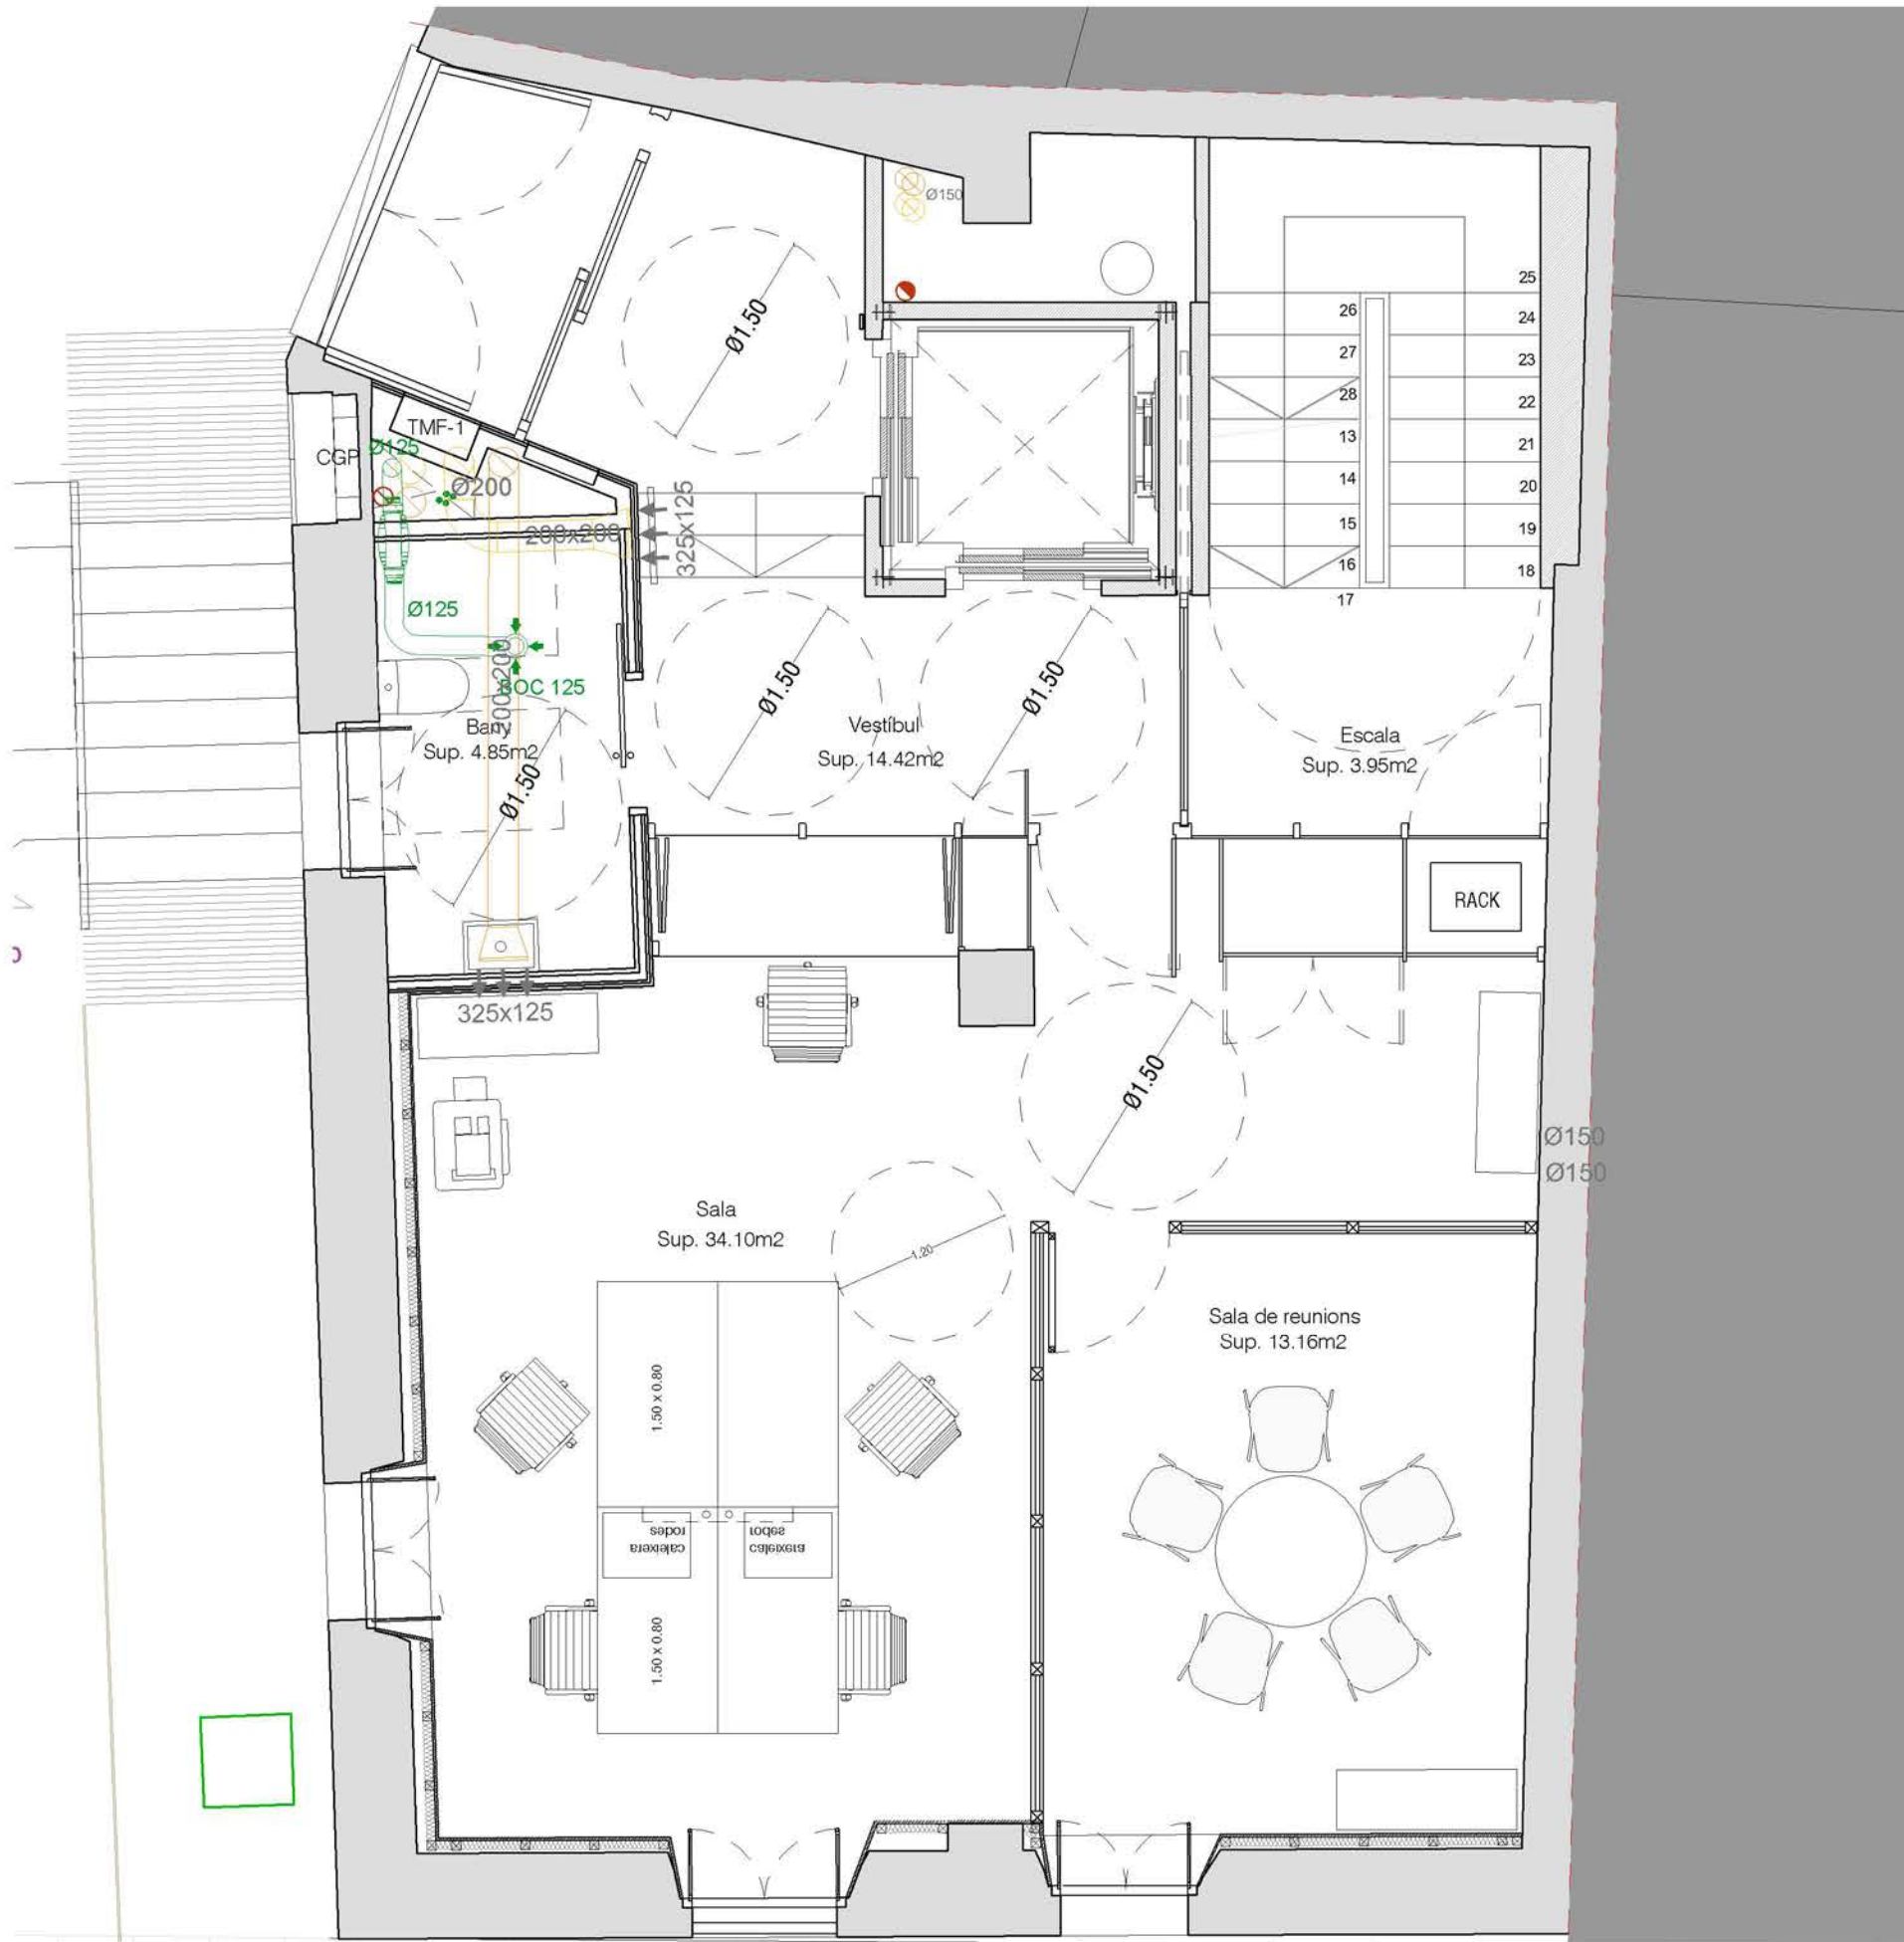 Ø150
25
26
24
Ø1.50
27
23
28
22
TMF-1
13
21
Ø125
CGP
14
20
Ø200
325x125
15
19
200x200
16
18
17
Ø125
200x200
BOC 125
Ø1.50
Ø1.50
Bany
Sup. 4.85m2
Ø1.50
Vestíbul
Sup. 14.42m2
Escala
Sup. 3.95m2
RACK
325x125
Ø1.50
Ø150
Ø150
Sala
Sup. 34.10m2
1.20
Sala de reunions
Sup. 13.16m2
1.50 x 0.80
caleixera
rodes
rodes
caleixera
1.50 x 0.80